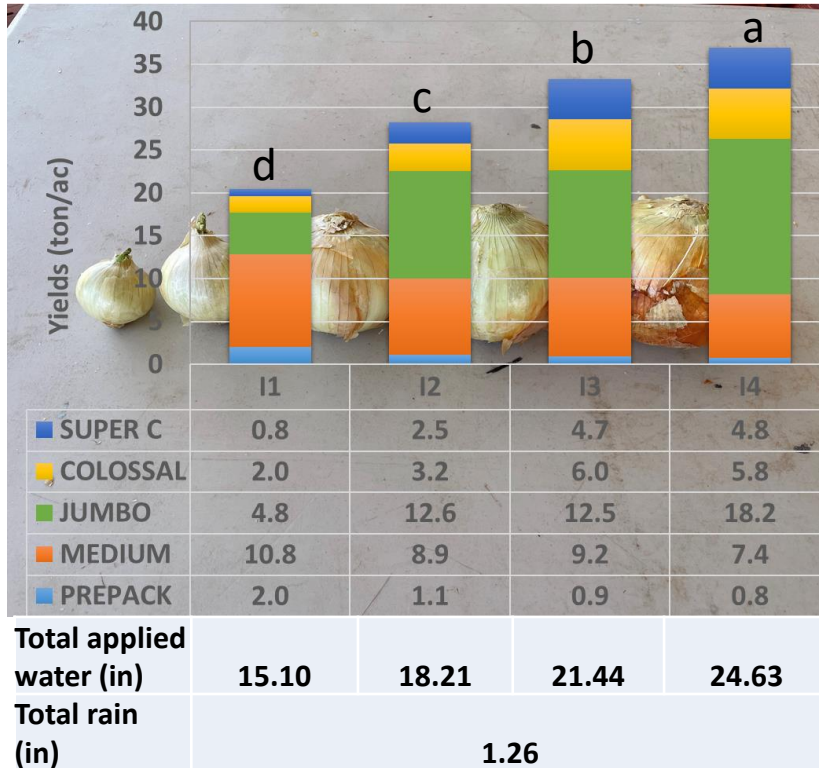 40
35
30
25
20
15
10
5
0
Yields (ton/ac)
d
c
b
a
I1 I2 I3 I4
SUPER C 0.8 2.5 4.7 4.8
COLOSSAL 2.0 3.2 6.0 5.8
JUMBO 4.8 12.6 12.5 18.2
MEDIUM 10.8 8.9 9.2 7.4
PREPACK 2.0 1.1 0.9 0.8
Total applied
water (in) 15.10 18.21 21.44 24.63
Total rain
(in) 1.26